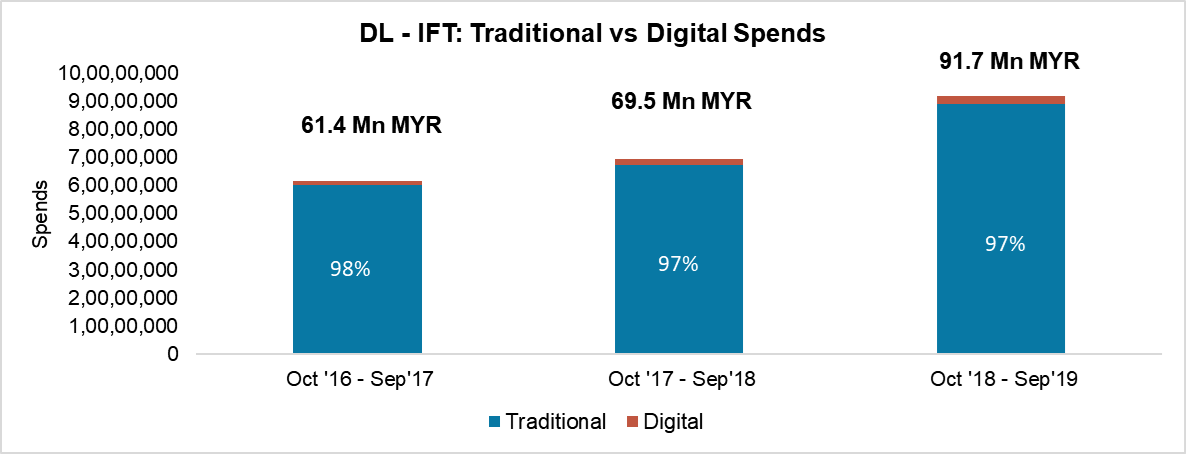 DL - IFT: Traditional vs Digital Spends
91.7 Mn MYR
69.5 Mn MYR
61.4 Mn MYR
10,00,00,000
9,00,00,000
8,00,00,000
7,00,00,000
6,00,00,000
5,00,00,000
4,00,00,000
3,00,00,000
2,00,00,000
1,00,00,000
0
Spends
98%
97%
97%
Oct '16 - Sep'17
Oct '17 - Sep'18
Oct '18 - Sep'19
Traditional
Digital